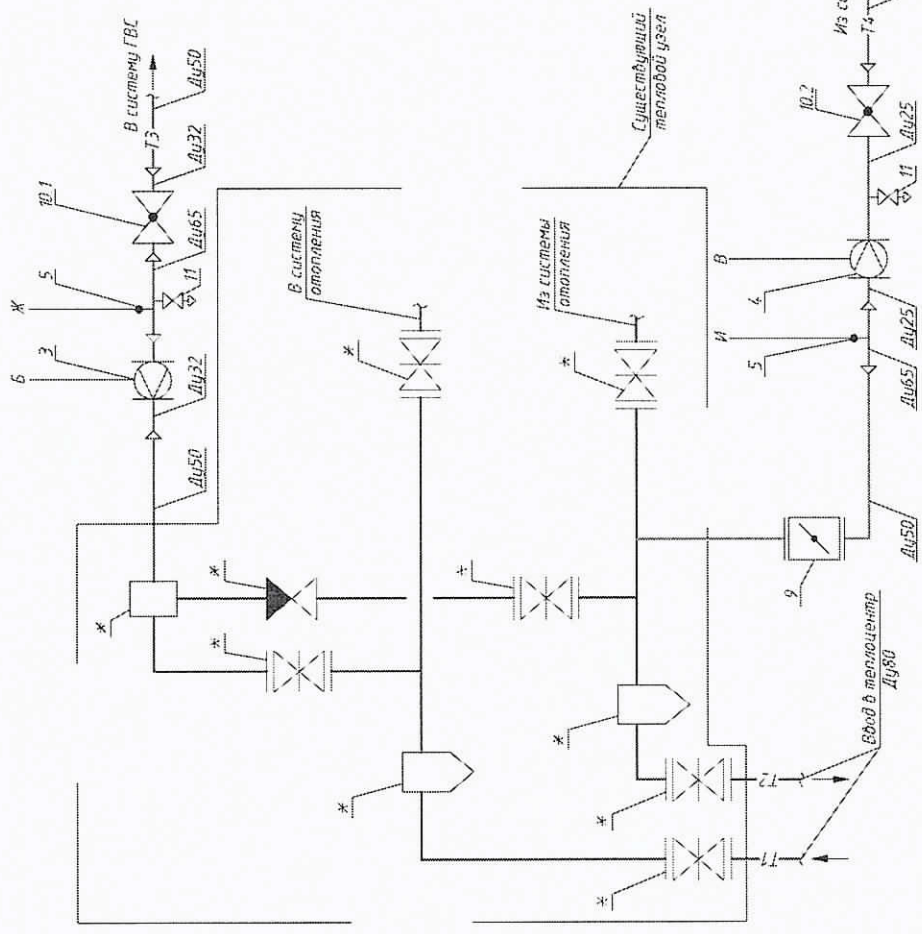 В систему ГВС
Т3
Ду50
Ду32
10.1
Ду65
5
11
Ж
3
Б
Ду32
Ду50
*
*
*
В систему
отопления
*
Существующий
тепловой узел
Из системы
отопления
*
*
*
*
*
*
Т1
Т2
Ввод в теплоцентр
Ду80
9
Ду50
Ду65
5
И
Ду25
4
В
11
Ду25
10.2
Т4
Из